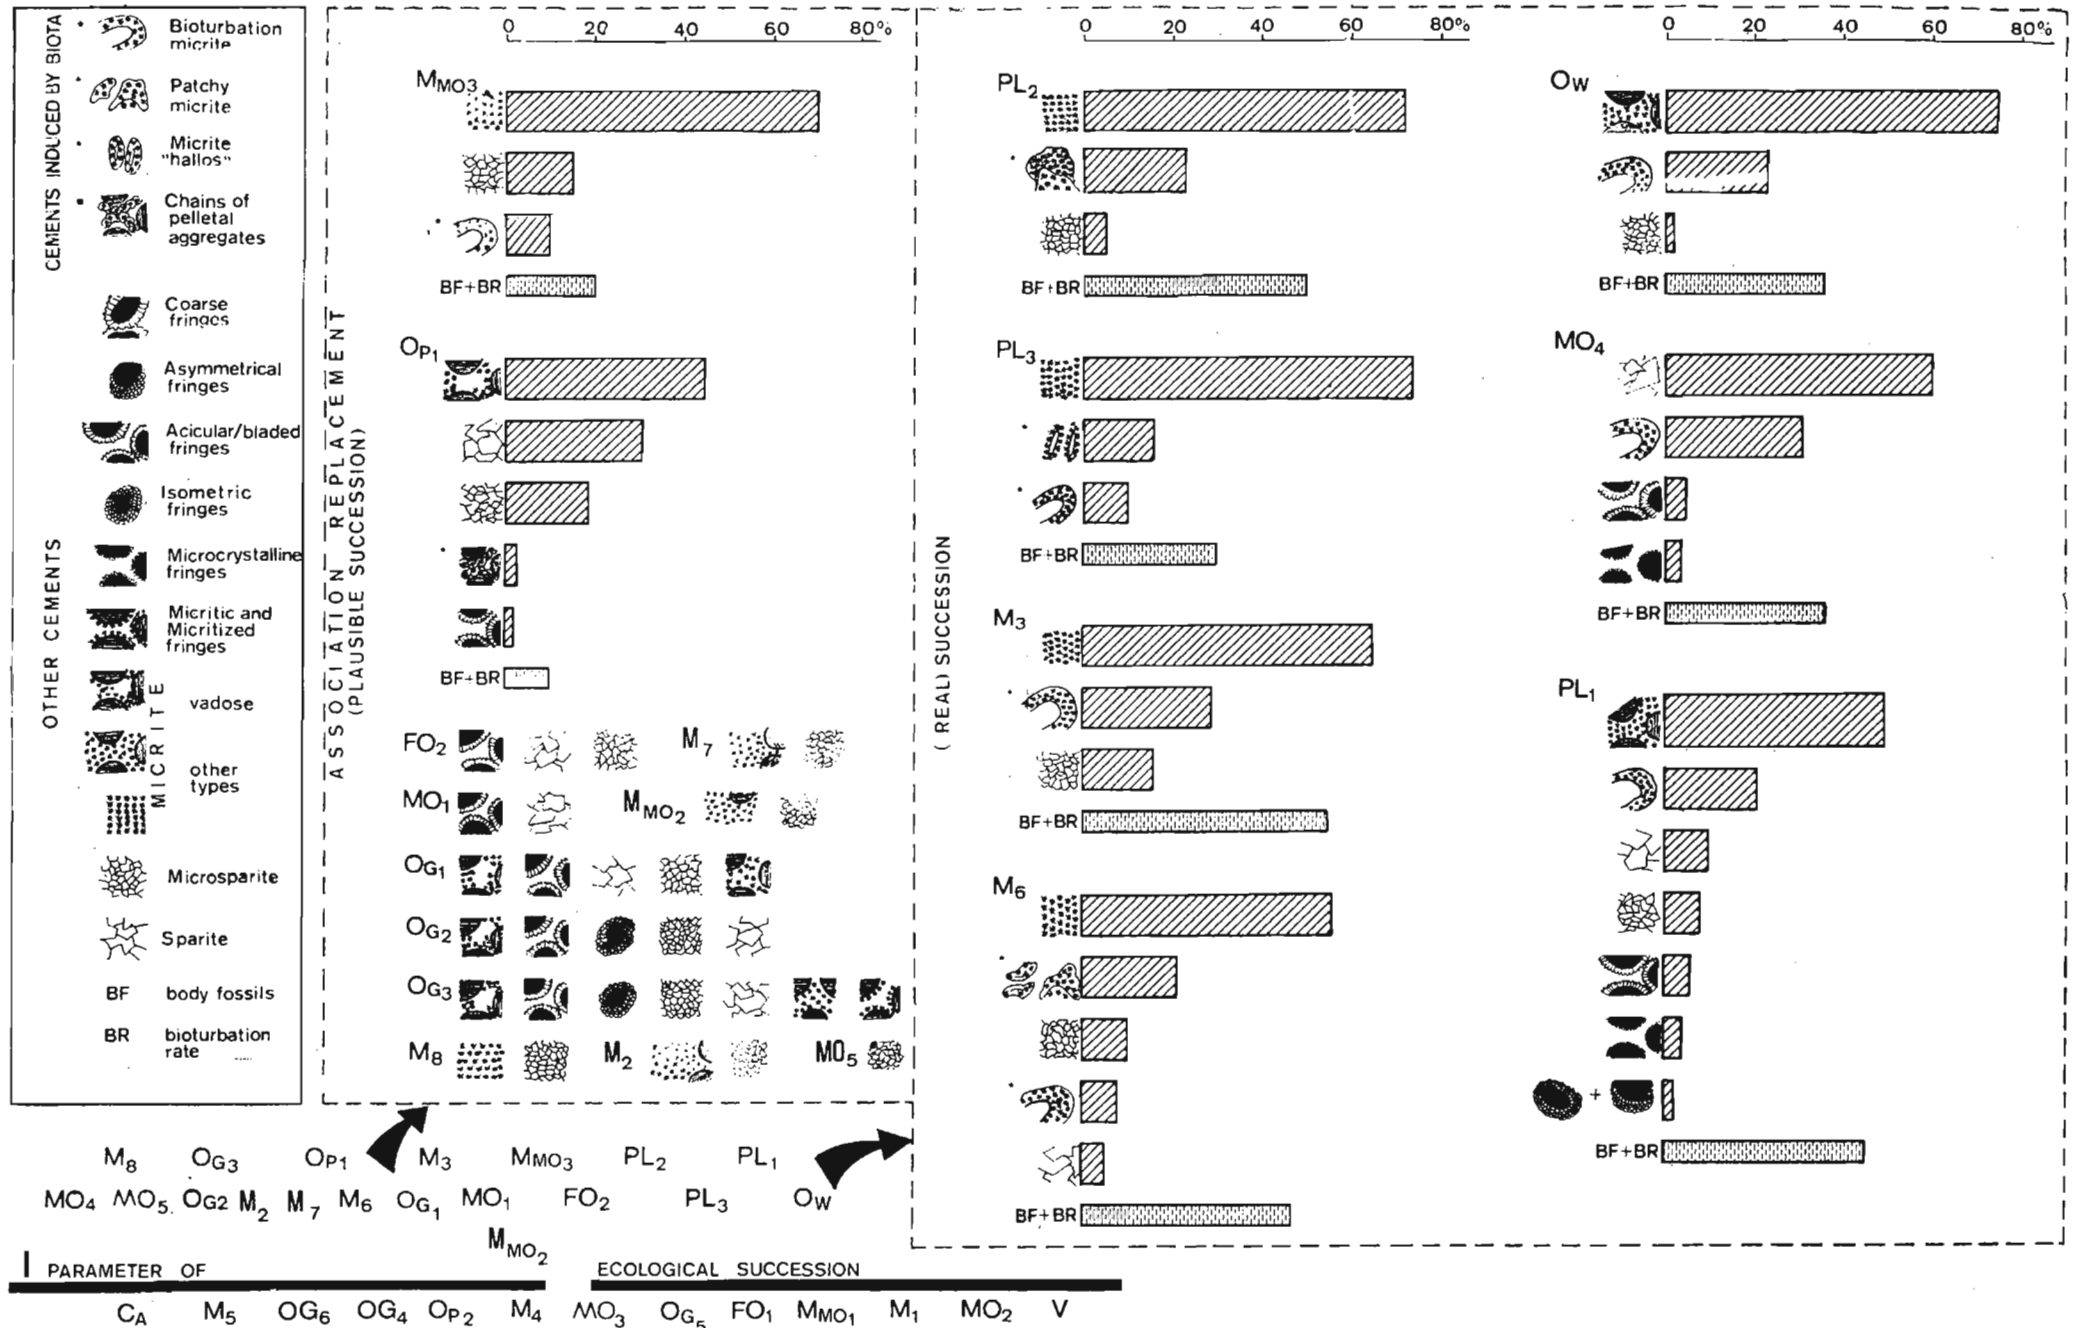 CEMENTS INDUCED BY BIOTA
Bioturbation
micrite
Patchy
micrite
Micrite
"hallos"
Chains of
pelletal
aggregates
OTHER CEMENTS
Coarse
fringes
Asymmetrical
fringes
Acicular/bladed
fringes
Isometric
fringes
Microcrystalline
fringes
Micritic and
Micritized
fringes
MICRITE
vadose
other
types
Microsparite
Sparite
BF body fossils
BR bioturbation
rate
ASSOCIATION REPLACEMENT
(PLAUSIBLE SUCCESSION)
0 20 40 60 80%
MMO3
BF+BR
OP1
BF+BR
FO2 M7
MO1 MMO2
OG1
OG2
OG3
M8 M2 MO5
(REAL) SUCCESSION
0 20 40 60 80%
PL2
BF+BR
PL3
BF+BR
M3
BF+BR
M6
BF+BR
0 20 40 60 80%
OW
BF+BR
MO4
BF+BR
PL1
+
BF+BR
M8 OG3 OP1 M3 MMO3 PL2 PL1
MO4 MO5. OG2 M2 M7 M6 OG1 MO1 FO2 PL3 OW
MMO2
I PARAMETER OF ECOLOGICAL SUCCESSION
CA M5 OG6 OG4 OP2 M4 MO3 OG5 FO1 MMO1 M1 MO2 V